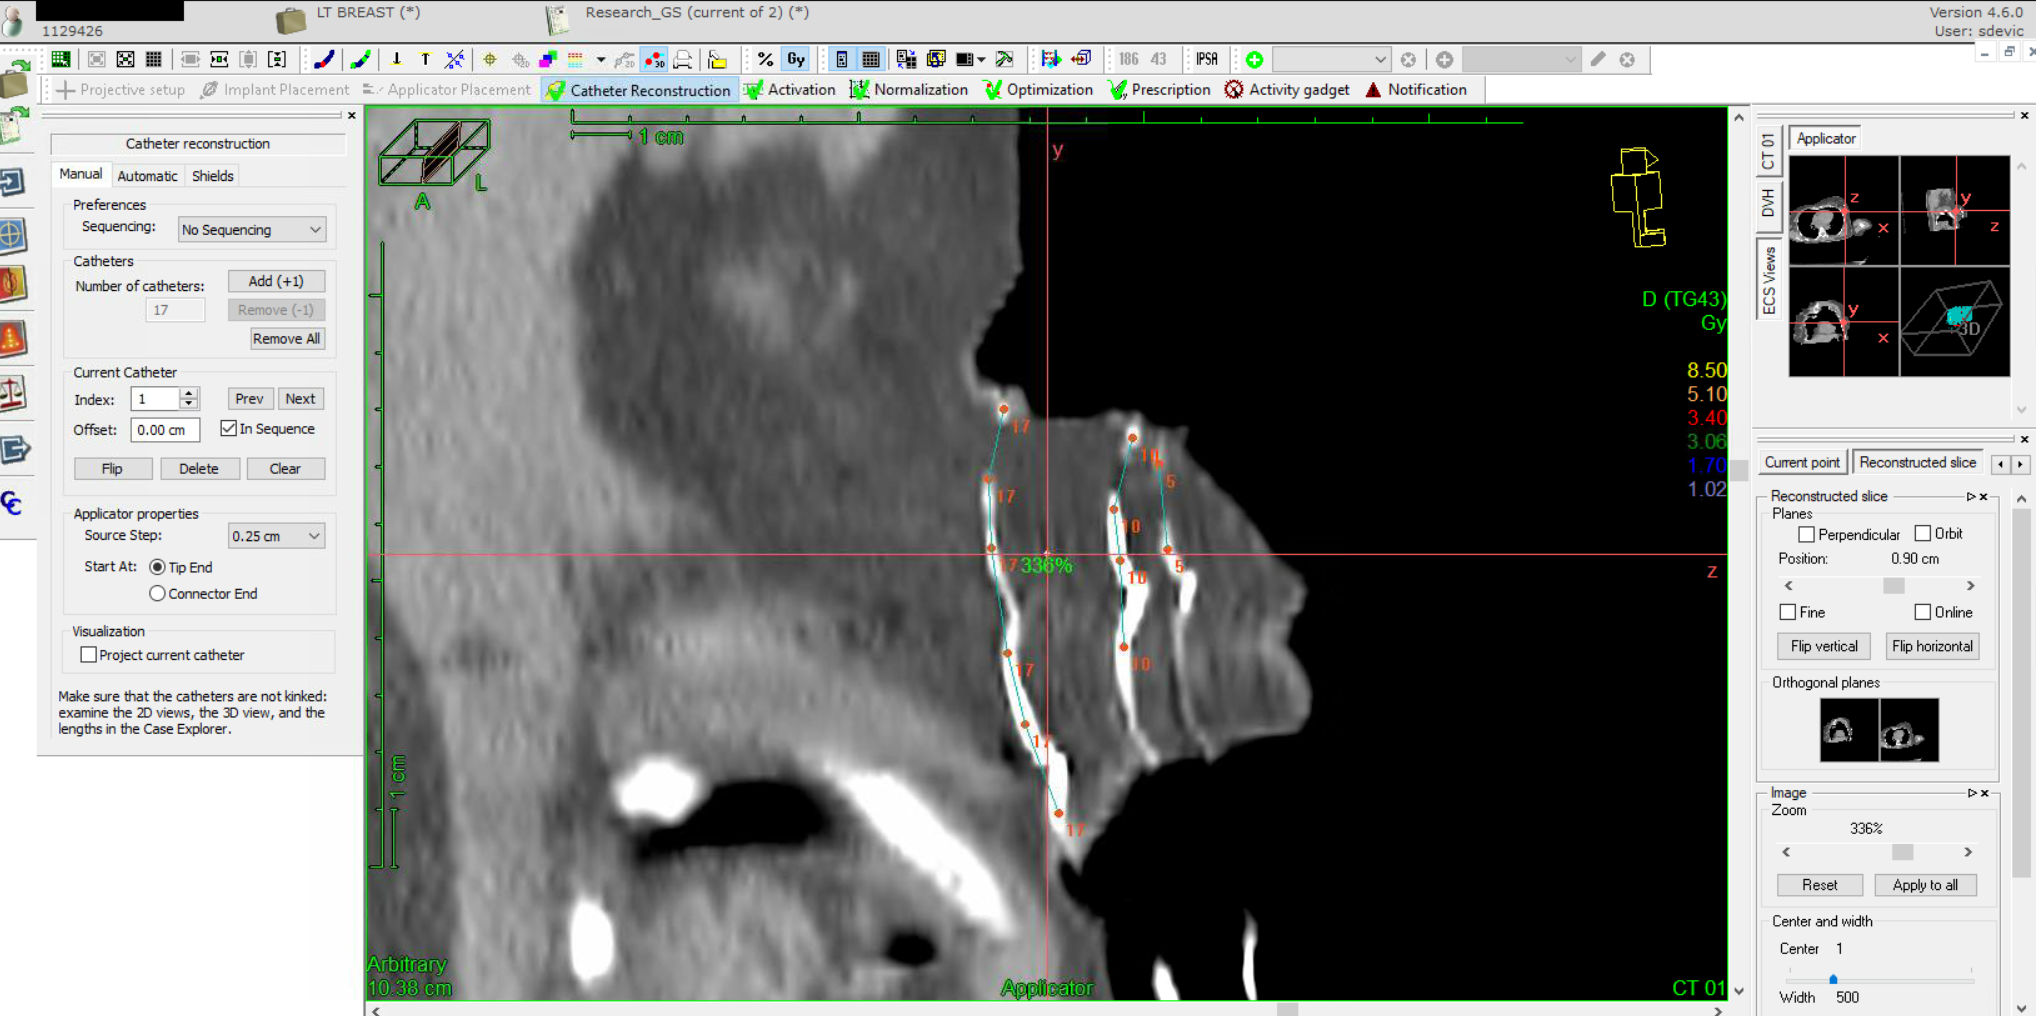 LT BREAST (*)
Research_GS (current of 2) (*)
Version 4.6.0
1129426
User: sdevic
% Gy 186 43 IPSA
Projective setup Implant Placement Applicator Placement Catheter Reconstruction Activation Normalization Optimization Prescription Activity gadget Notification
Catheter reconstruction
Manual Automatic Shields
Preferences
Sequencing: No Sequencing
Catheters
Number of catheters: Add (+1)
17 Remove (-1)
Remove All
Current Catheter
Index: 1 Prev Next
Offset: 0.00 cm In Sequence
Flip Delete Clear
Applicator properties
Source Step: 0.25 cm
Start At: Tip End
Connector End
Visualization
Project current catheter
Make sure that the catheters are not kinked:
examine the 2D views, the 3D view, and the
lengths in the Case Explorer.
1 cm
A
L
y
D (TG43)
Gy
8.50
5.10
3.40
3.06
1.70
1.02
17
10
5
17
10
17
336%
5
10
z
17
10
17
17
1 cm
Arbitrary
10.38 cm
Applicator
CT 01
CT 01
DVH
ECS Views
Applicator
z
x
y
z
y
x
3D
Current point Reconstructed slice
Reconstructed slice
Planes
Perpendicular Orbit
Position: 0.90 cm
Fine Online
Flip vertical Flip horizontal
Orthogonal planes
Image
Zoom
336%
Reset Apply to all
Center and width
Center 1
Width 500